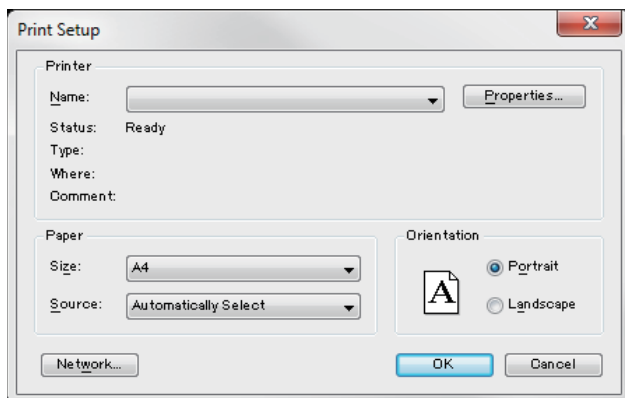 Print Setup
Printer
Name:
Properties...
Status: Ready
Type:
Where:
Comment:
Paper
Size: A4
Source: Automatically Select
Orientation
A
Portrait
Landscape
Network...
OK
Cancel